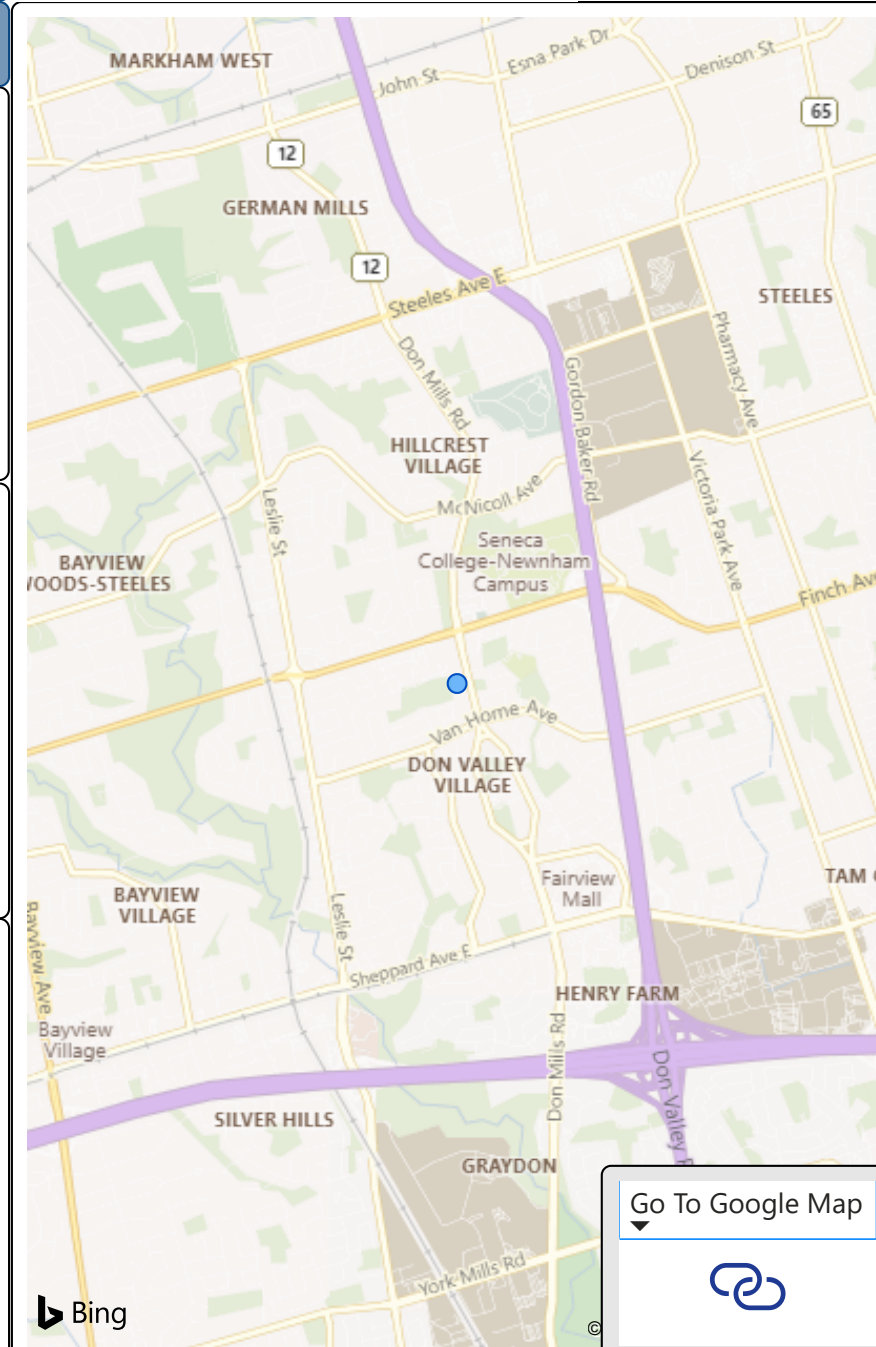 MARKHAM WEST
John St
Esna Park Dr
Denison St
65
12
GERMAN MILLS
12
Steeles Ave E
STEELES
Don Mills Rd
Pharmacy Ave
Gordon Baker Rd
HILLCREST
VILLAGE
McNicoll Ave
Victoria Park Ave
Leslie St
Seneca
College-Newnham
Campus
BAYVIEW
WOODS-STEELES
Finch Ave
Van Horne Ave
DON VALLEY
VILLAGE
Fairview
Mall
TAM
BAYVIEW
VILLAGE
Bayview Ave
Leslie St
Sheppard Ave E
HENRY FARM
Bayview
Village
Don Mills Rd
Don Valley P
SILVER HILLS
GRAYDON
York Mills Rd
Go To Google Map
Bing
©